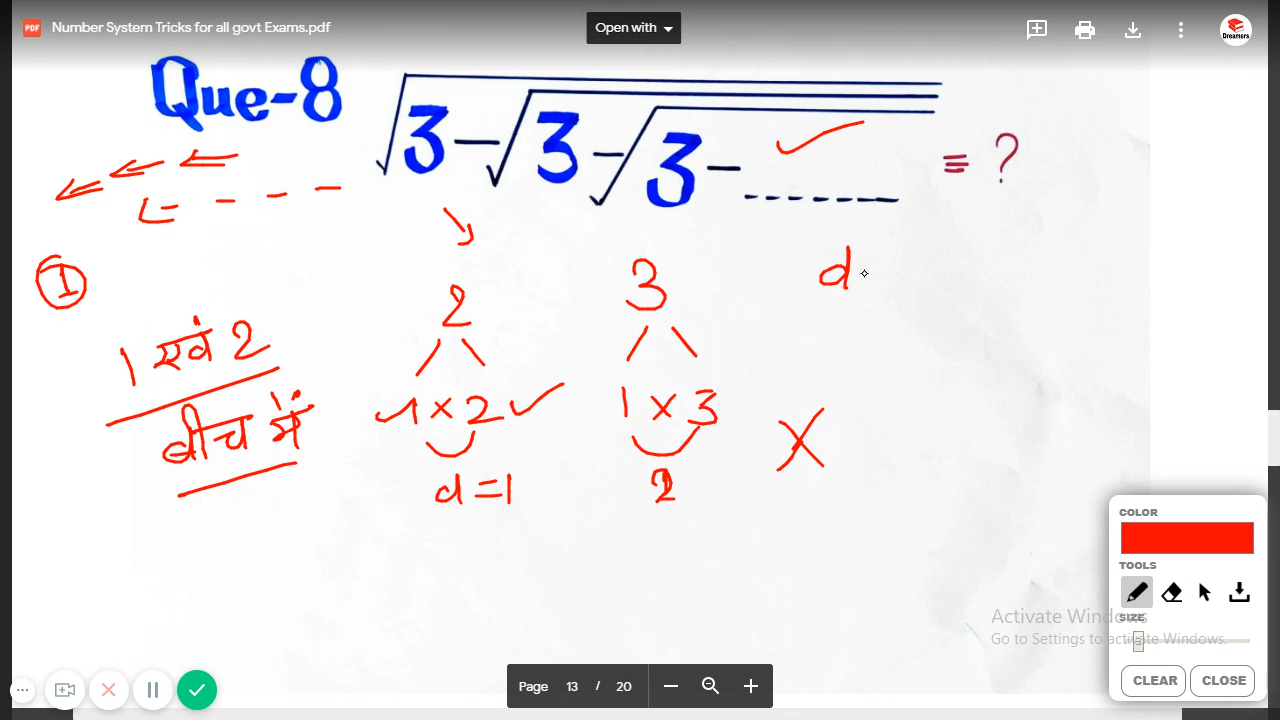 Number System Tricks for all govt Exams.pdf
Open with
Dreamers
Que-8 √3-√3-√3- ------- = ?
1
2 3 d
1 एवं 2
बीच में
1 × 2 1 × 3 X
d = 1 2
COLOR
TOOLS
SIZE
Activate Windows
Go to Settings to activate Windows.
CLEAR CLOSE
Page 13 / 20